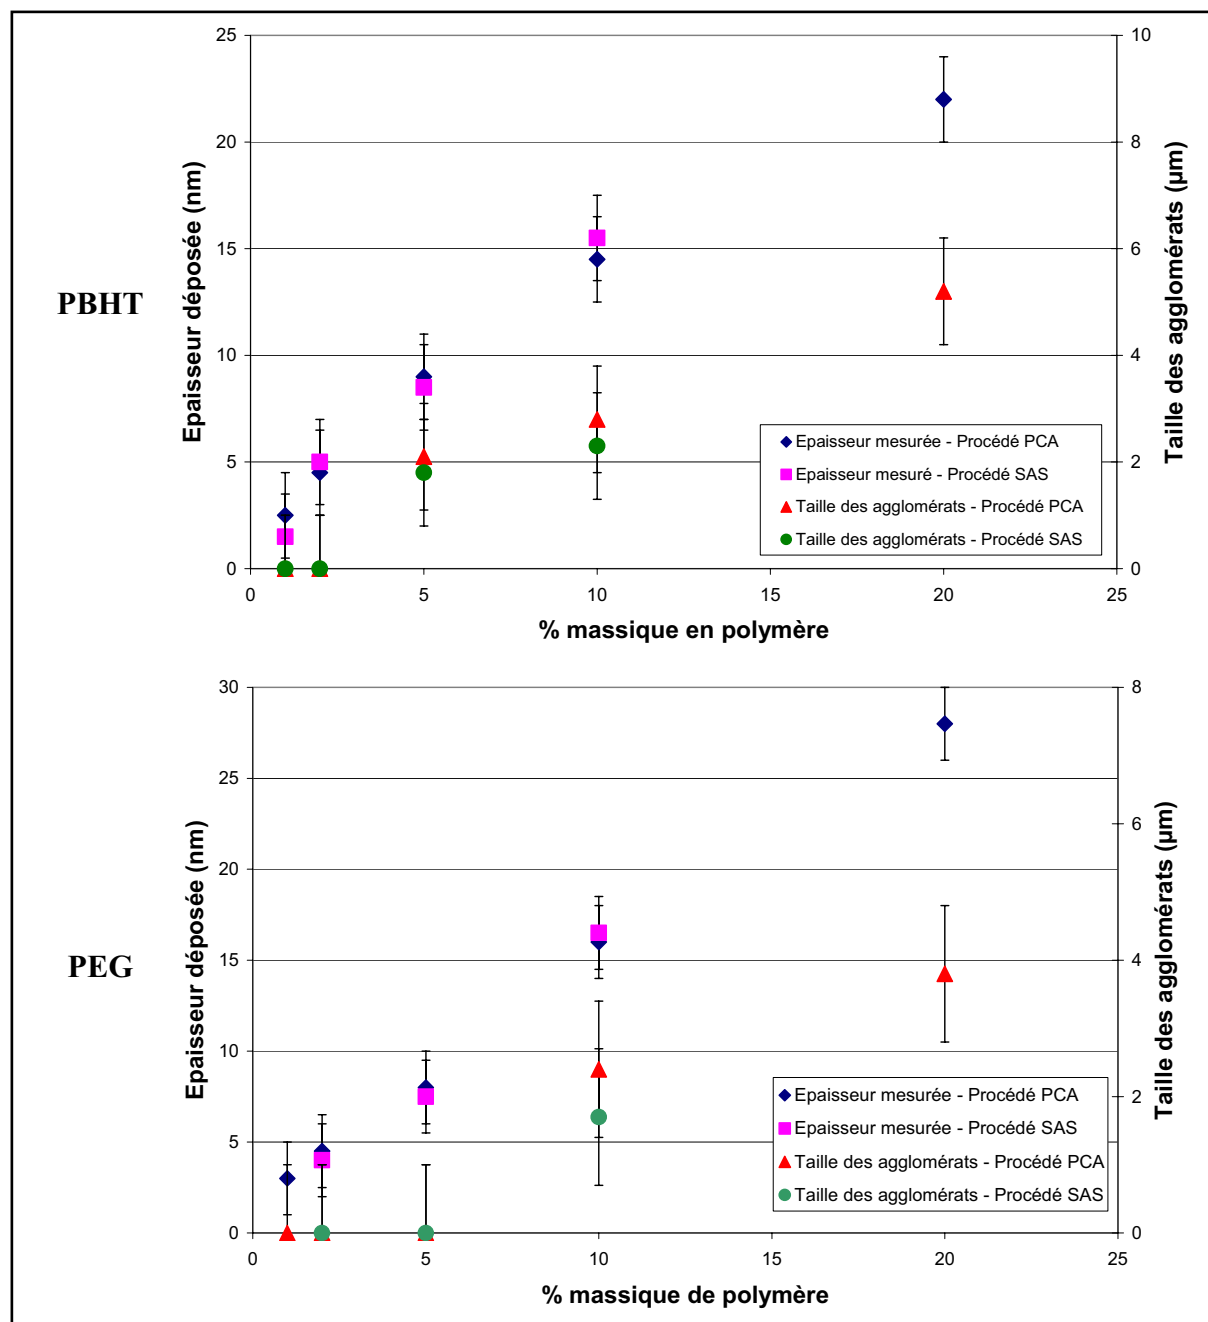 PBHT
Epaisseur déposée (nm)
25
20
15
10
5
0
10
8
6
4
2
0
Taille des agglomérats (µm)
Epaisseur mesurée - Procédé PCA
Epaisseur mesuré - Procédé SAS
Taille des agglomérats - Procédé PCA
Taille des agglomérats - Procédé SAS
0 5 10 15 20 25
% massique en polymère
PEG
Epaisseur déposée (nm)
30
25
20
15
10
5
0
8
6
4
2
0
Taille des agglomérats (µm)
Epaisseur mesurée - Procédé PCA
Epaisseur mesurée - Procédé SAS
Taille des agglomérats - Procédé PCA
Taille des agglomérats - Procédé SAS
0 5 10 15 20 25
% massique de polymère